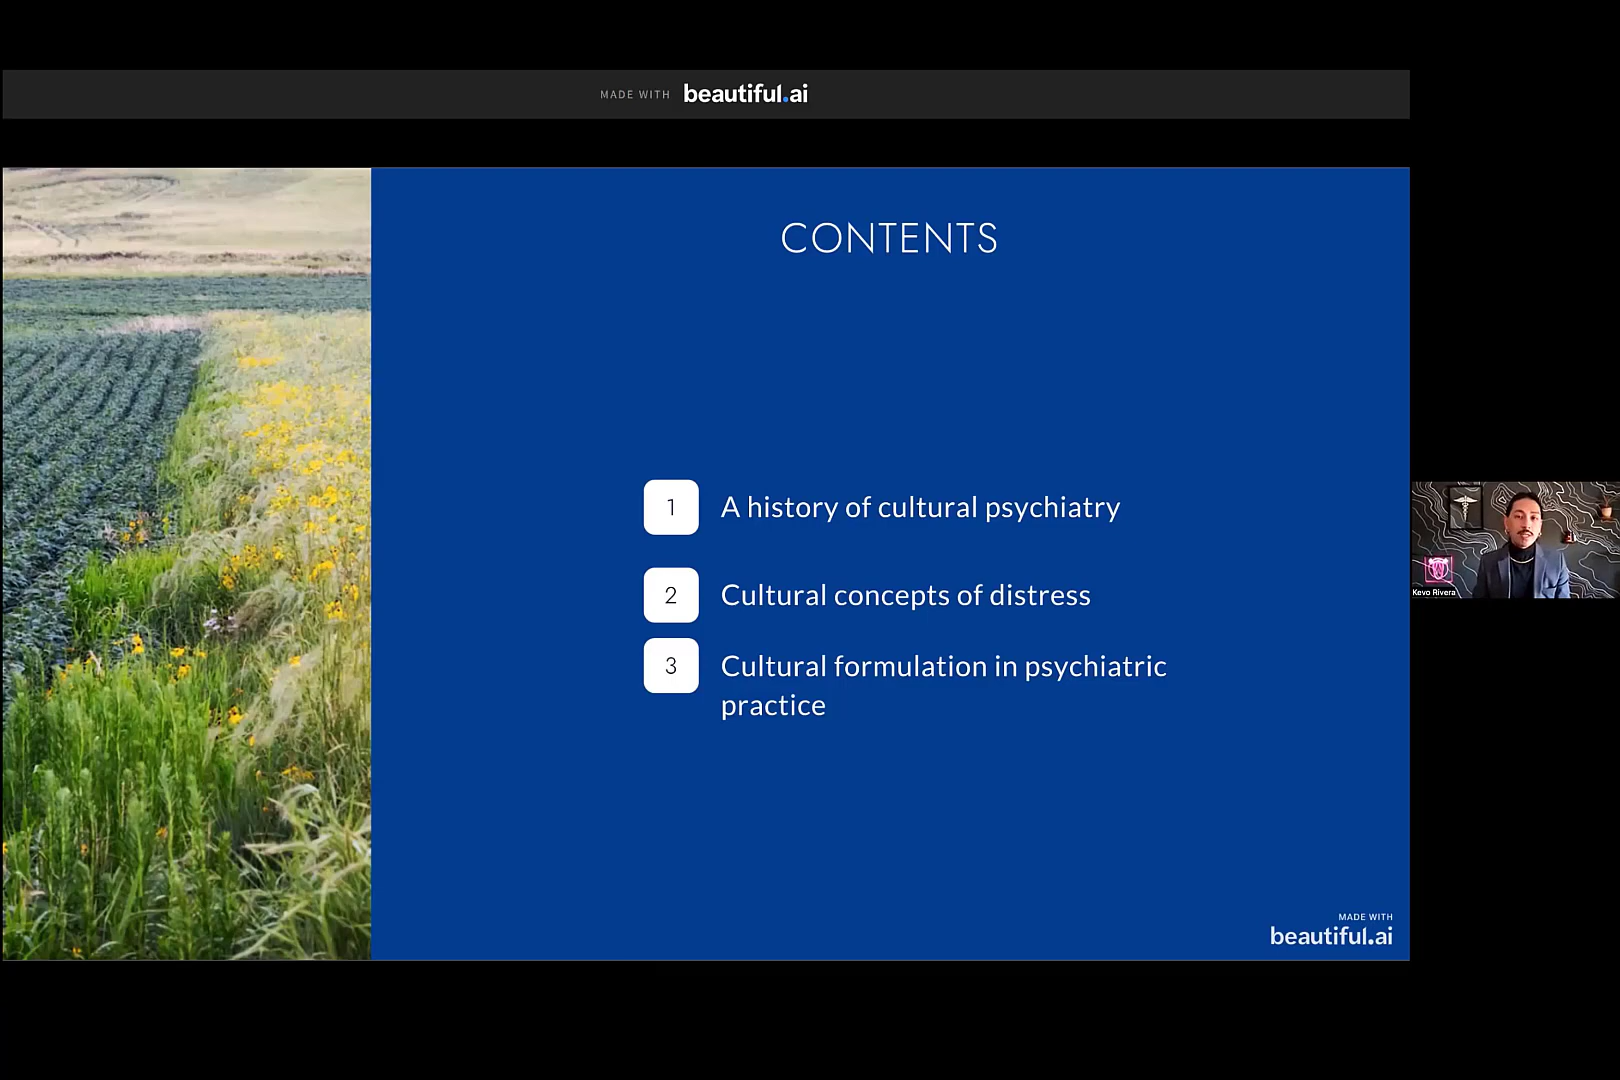 MADE WITH beautiful.ai
CONTENTS
1 A history of cultural psychiatry
2 Cultural concepts of distress
3 Cultural formulation in psychiatric
practice
Kevo Rivera
MADE WITH
beautiful.ai